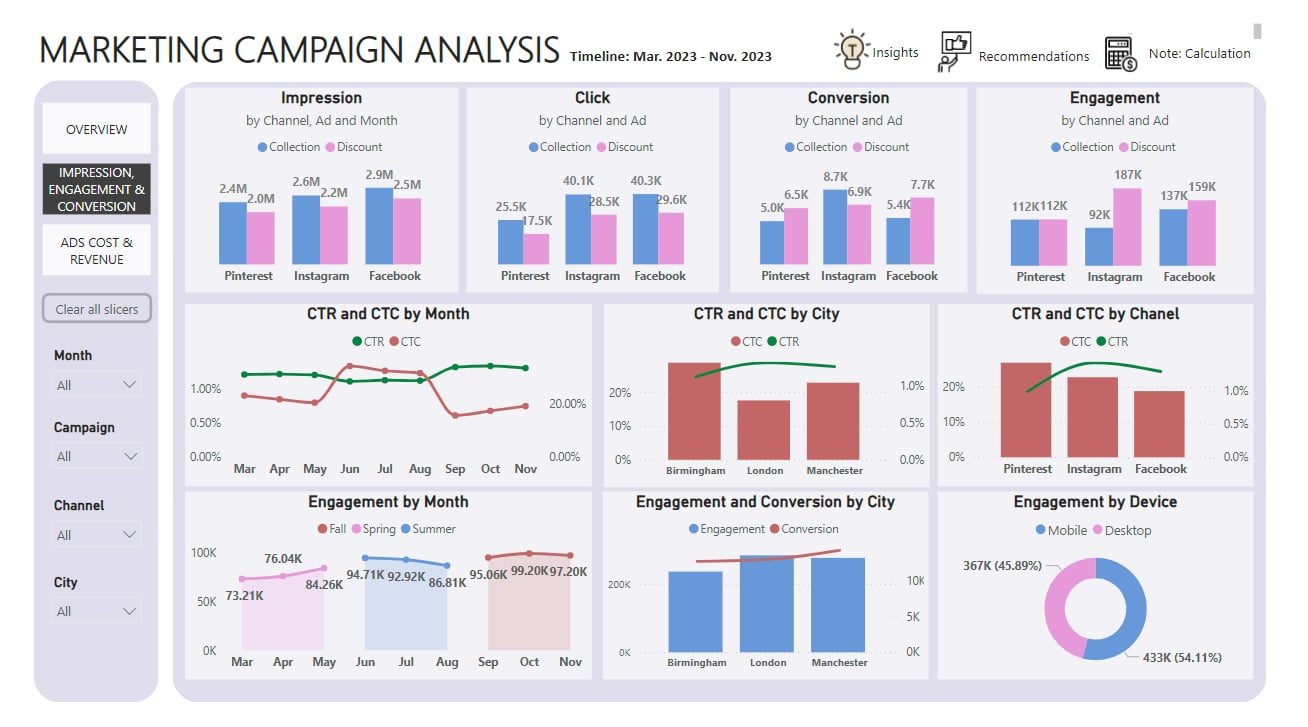 MARKETING CAMPAIGN ANALYSIS Timeline: Mar. 2023 - Nov. 2023
Insights
Recommendations
Note: Calculation
OVERVIEW
IMPRESSION,
ENGAGEMENT &
CONVERSION
ADS COST &
REVENUE
Clear all slicers
Month
All
Campaign
All
Channel
All
City
All
Impression
by Channel, Ad and Month
Collection Discount
2.4M 2.0M 2.6M 2.2M 2.9M 2.5M
Pinterest Instagram Facebook
Click
by Channel and Ad
Collection Discount
25.5K 17.5K 40.1K 28.5K 40.3K 29.6K
Pinterest Instagram Facebook
Conversion
by Channel and Ad
Collection Discount
5.0K 6.5K 8.7K 6.9K 5.4K 7.7K
Pinterest Instagram Facebook
Engagement
by Channel and Ad
Collection Discount
112K 112K 92K 187K 137K 159K
Pinterest Instagram Facebook
CTR and CTC by Month
CTR CTC
1.00%
0.50%
0.00%
20.00%
0.00%
Mar Apr May Jun Jul Aug Sep Oct Nov
CTR and CTC by City
CTC CTR
20%
10%
0%
1.0%
0.5%
0.0%
Birmingham London Manchester
CTR and CTC by Chanel
CTC CTR
20%
10%
0%
1.0%
0.5%
0.0%
Pinterest Instagram Facebook
Engagement by Month
Fall Spring Summer
100K
50K
0K
73.21K 76.04K 84.26K 94.71K 92.92K 86.81K 95.06K 99.20K 97.20K
Mar Apr May Jun Jul Aug Sep Oct Nov
Engagement and Conversion by City
Engagement Conversion
200K
0K
10K
5K
0K
Birmingham London Manchester
Engagement by Device
Mobile Desktop
367K (45.89%)
433K (54.11%)